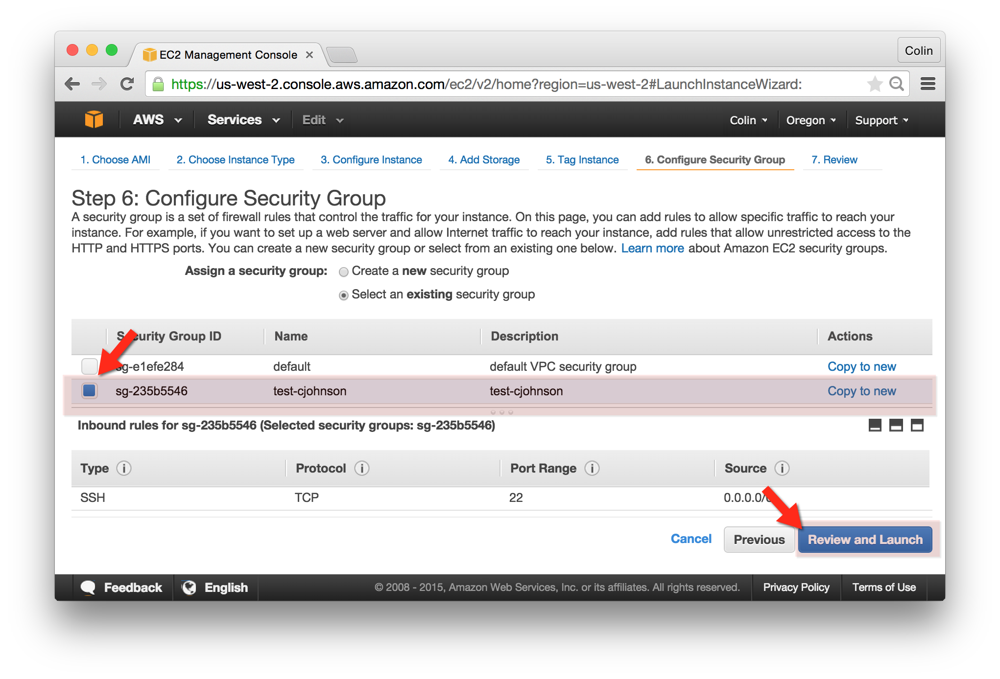 EC2 Management Console
Colin
https://us-west-2.console.aws.amazon.com/ec2/v2/home?region=us-west-2#LaunchInstanceWizard:
AWS Services Edit Colin Oregon Support
1. Choose AMI 2. Choose Instance Type 3. Configure Instance 4. Add Storage 5. Tag Instance 6. Configure Security Group 7. Review
Step 6: Configure Security Group
A security group is a set of firewall rules that control the traffic for your instance. On this page, you can add rules to allow specific traffic to reach your
instance. For example, if you want to set up a web server and allow Internet traffic to reach your instance, add rules that allow unrestricted access to the
HTTP and HTTPS ports. You can create a new security group or select from an existing one below. Learn more about Amazon EC2 security groups.
Assign a security group: Create a new security group
Select an existing security group
Security Group ID Name Description Actions
sg-e1efe284 default default VPC security group Copy to new
sg-235b5546 test-cjohnson test-cjohnson Copy to new
Inbound rules for sg-235b5546 (Selected security groups: sg-235b5546)
Type Protocol Port Range Source
SSH TCP 22 0.0.0.0/0
Cancel Previous Review and Launch
Feedback English © 2008 - 2015, Amazon Web Services, Inc. or its affiliates. All rights reserved. Privacy Policy Terms of Use